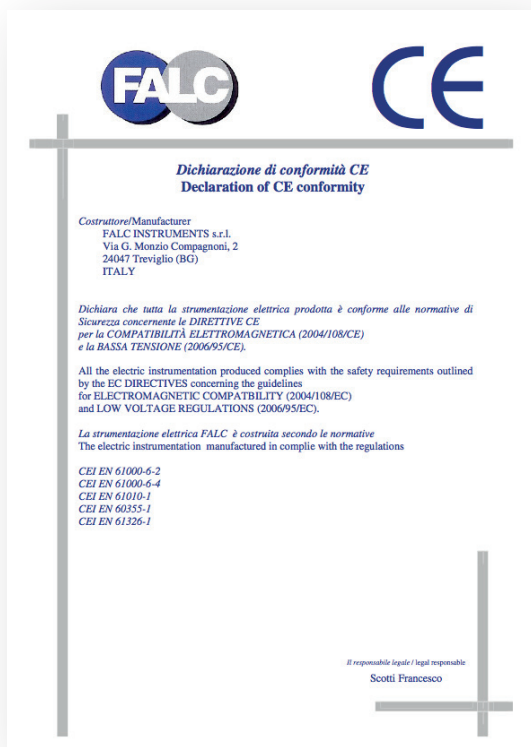 FALC
CE
Dichiarazione di conformità CE
Declaration of CE conformity
Costruttore/Manufacturer
FALC INSTRUMENTS s.r.l.
Via G. Monzio Compagnoni, 2
24047 Treviglio (BG)
ITALY
Dichiara che tutta la strumentazione elettrica prodotta è conforme alle normative di
Sicurezza concernente le DIRETTIVE CE
per la COMPATIBILITÀ ELETTROMAGNETICA (2004/108/CE)
e la BASSA TENSIONE (2006/95/CE).
All the electric instrumentation produced complies with the safety requirements outlined
by the EC DIRECTIVES concerning the guidelines
for ELECTROMAGNETIC COMPATBILITY (2004/108/EC)
and LOW VOLTAGE REGULATIONS (2006/95/EC).
La strumentazione elettrica FALC è costruita secondo le normative
The electric instrumentation manufactured in complie with the regulations
CEI EN 61000-6-2
CEI EN 61000-6-4
CEI EN 61010-1
CEI EN 60355-1
CEI EN 61326-1
Il responsabile legale / legal responsable
Scotti Francesco